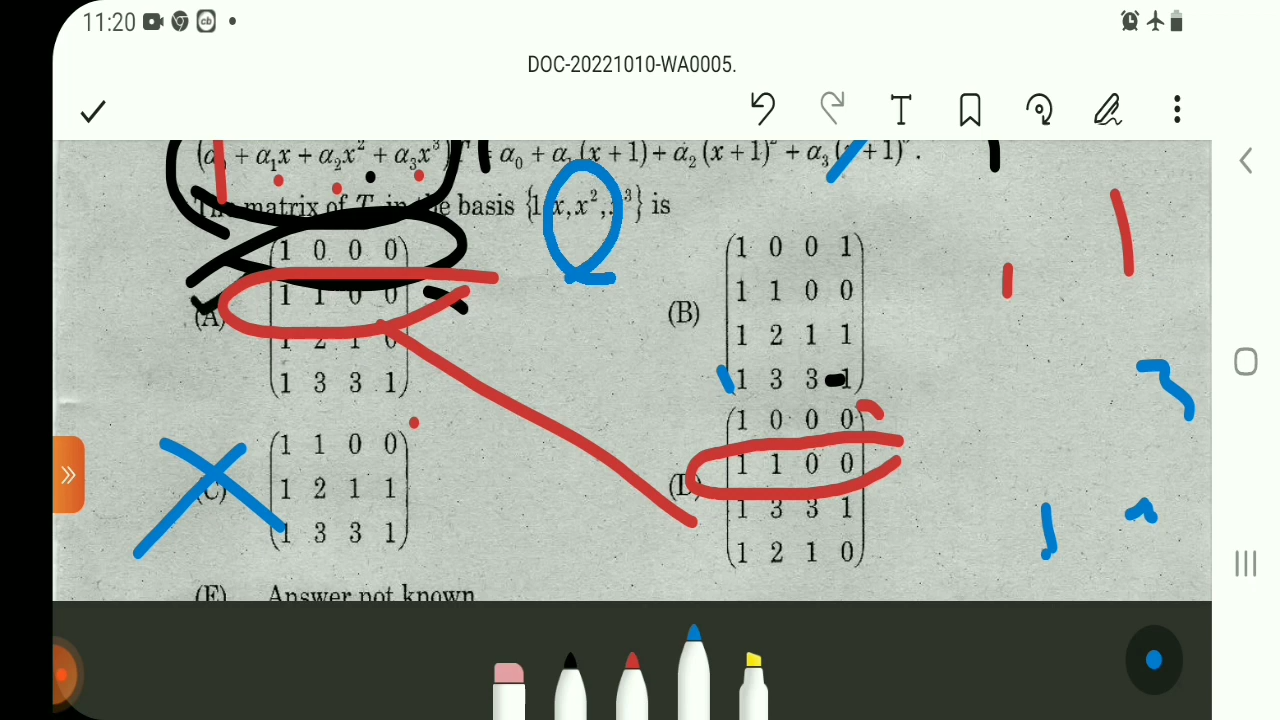 11:20
DOC-20221010-WA0005.
T
(α₀ + α₁x + α₂x² + α₃x³)T = α₀ + α₁(x+1) + α₂(x+1)² + α₃(x+1)³.
The matrix of T in the basis {1, x, x², x³} is
(A)
1 0 0 0
1 1 0 0
1 2 1 0
1 3 3 1
(B)
1 0 0 1
1 1 0 0
1 2 1 1
1 3 3 1
(C)
1 1 0 0
1 2 1 1
1 3 3 1
(D)
1 0 0 0
1 1 0 0
1 3 3 1
1 2 1 0
(E) Answer not known